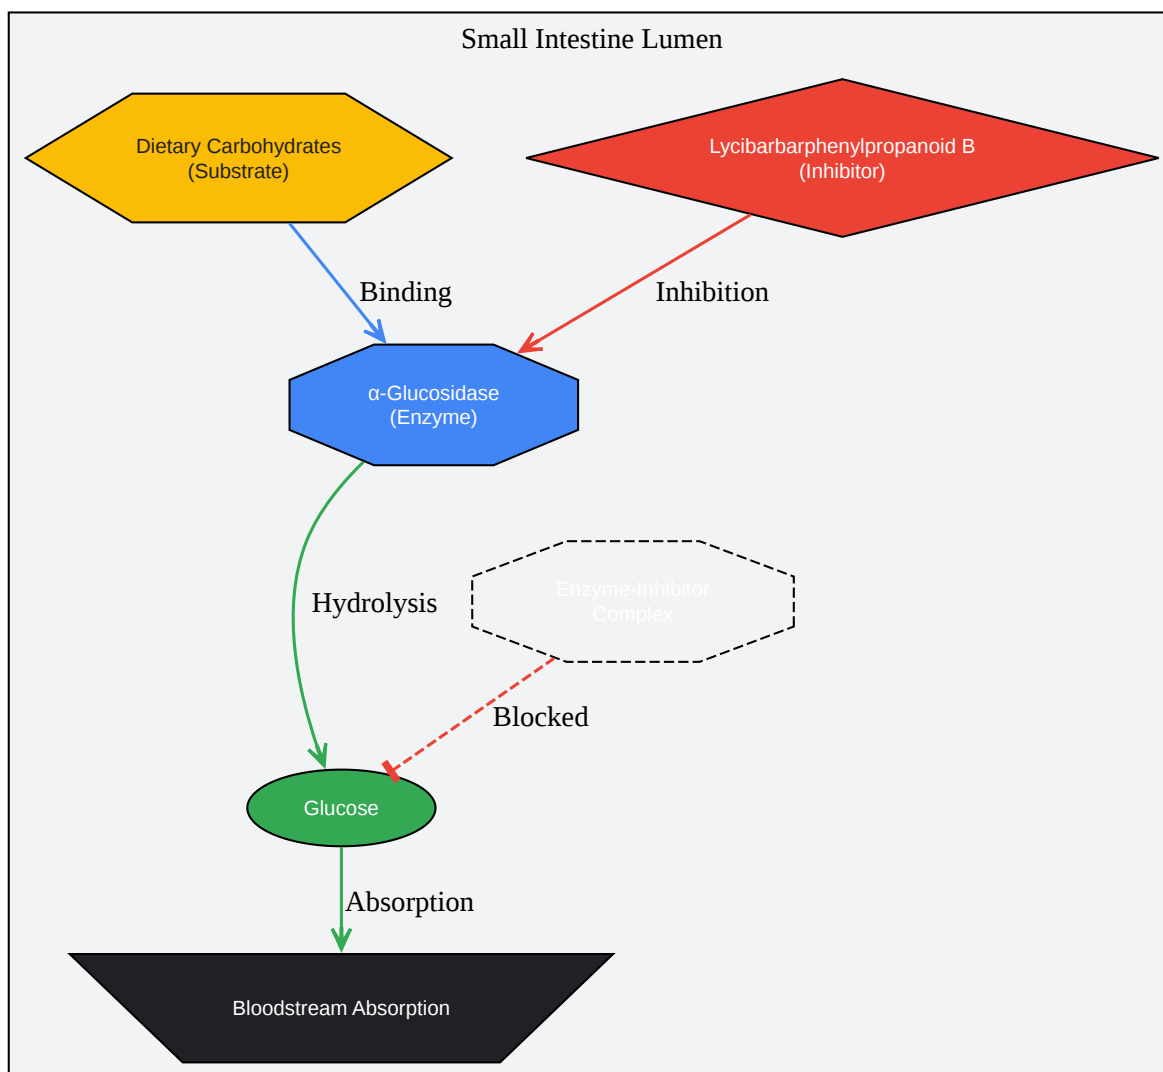 Small Intestine Lumen
Dietary Carbohydrates
(Substrate)
Lycibarbarphenylpropanoid B
(Inhibitor)
Binding
Inhibition
α-Glucosidase
(Enzyme)
Enzyme-Inhibitor
Complex
Hydrolysis
Blocked
Glucose
Absorption
Bloodstream Absorption